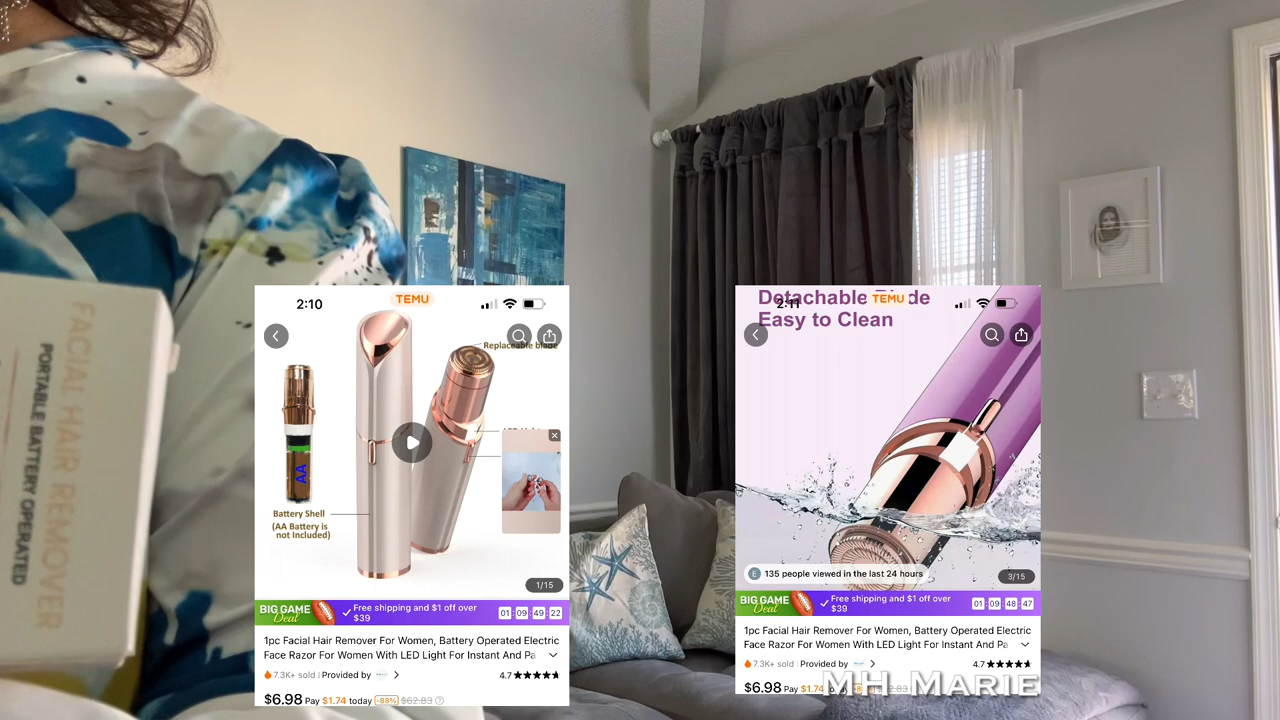 FACIAL HAIR REMOVER
PORTABLE BATTERY OPERATED
2:10
TEMU
Replaceable blade
AA
Battery Shell
(AA Battery is
not Included)
1/15
BIG GAME
Deal
Free shipping and $1 off over
$39
01:09:49:22
1pc Facial Hair Remover For Women, Battery Operated Electric
Face Razor For Women With LED Light For Instant And Pa
7.3K+ sold | Provided by
4.7
$6.98 Pay $1.74 today -88% $62.83
Detachable Blade
Easy to Clean
2:11
TEMU
E 135 people viewed in the last 24 hours
3/15
BIG GAME
Deal
Free shipping and $1 off over
$39
01:09:48:47
1pc Facial Hair Remover For Women, Battery Operated Electric
Face Razor For Women With LED Light For Instant And Pa
7.3K+ sold | Provided by
4.7
$6.98 Pay $1.74
MH MARIE